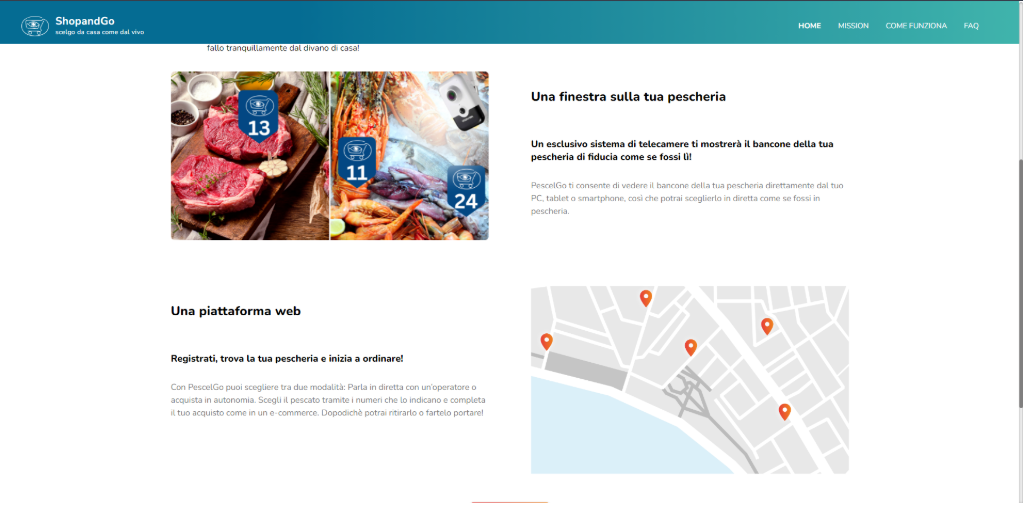 ShopandGo
scelgo da casa come dal vivo
HOME MISSION COME FUNZIONA FAQ
fallo tranquillamente dal divano di casa!
13
11
24
Una finestra sulla tua pescheria
Un esclusivo sistema di telecamere ti mostrerà il bancone della tua
pescheria di fiducia come se fossi lì!
PescelGo ti consente di vedere il bancone della tua pescheria direttamente dal tuo
PC, tablet o smartphone, così che potrai sceglierlo in diretta come se fossi in
pescheria.
Una piattaforma web
Registrati, trova la tua pescheria e inizia a ordinare!
Con PescelGo puoi scegliere tra due modalità: Parla in diretta con un'operatore o
acquista in autonomia. Scegli il pescato tramite i numeri che lo indicano e completa
il tuo acquisto come in un e-commerce. Dopodichè potrai ritirarlo o fartelo portare!